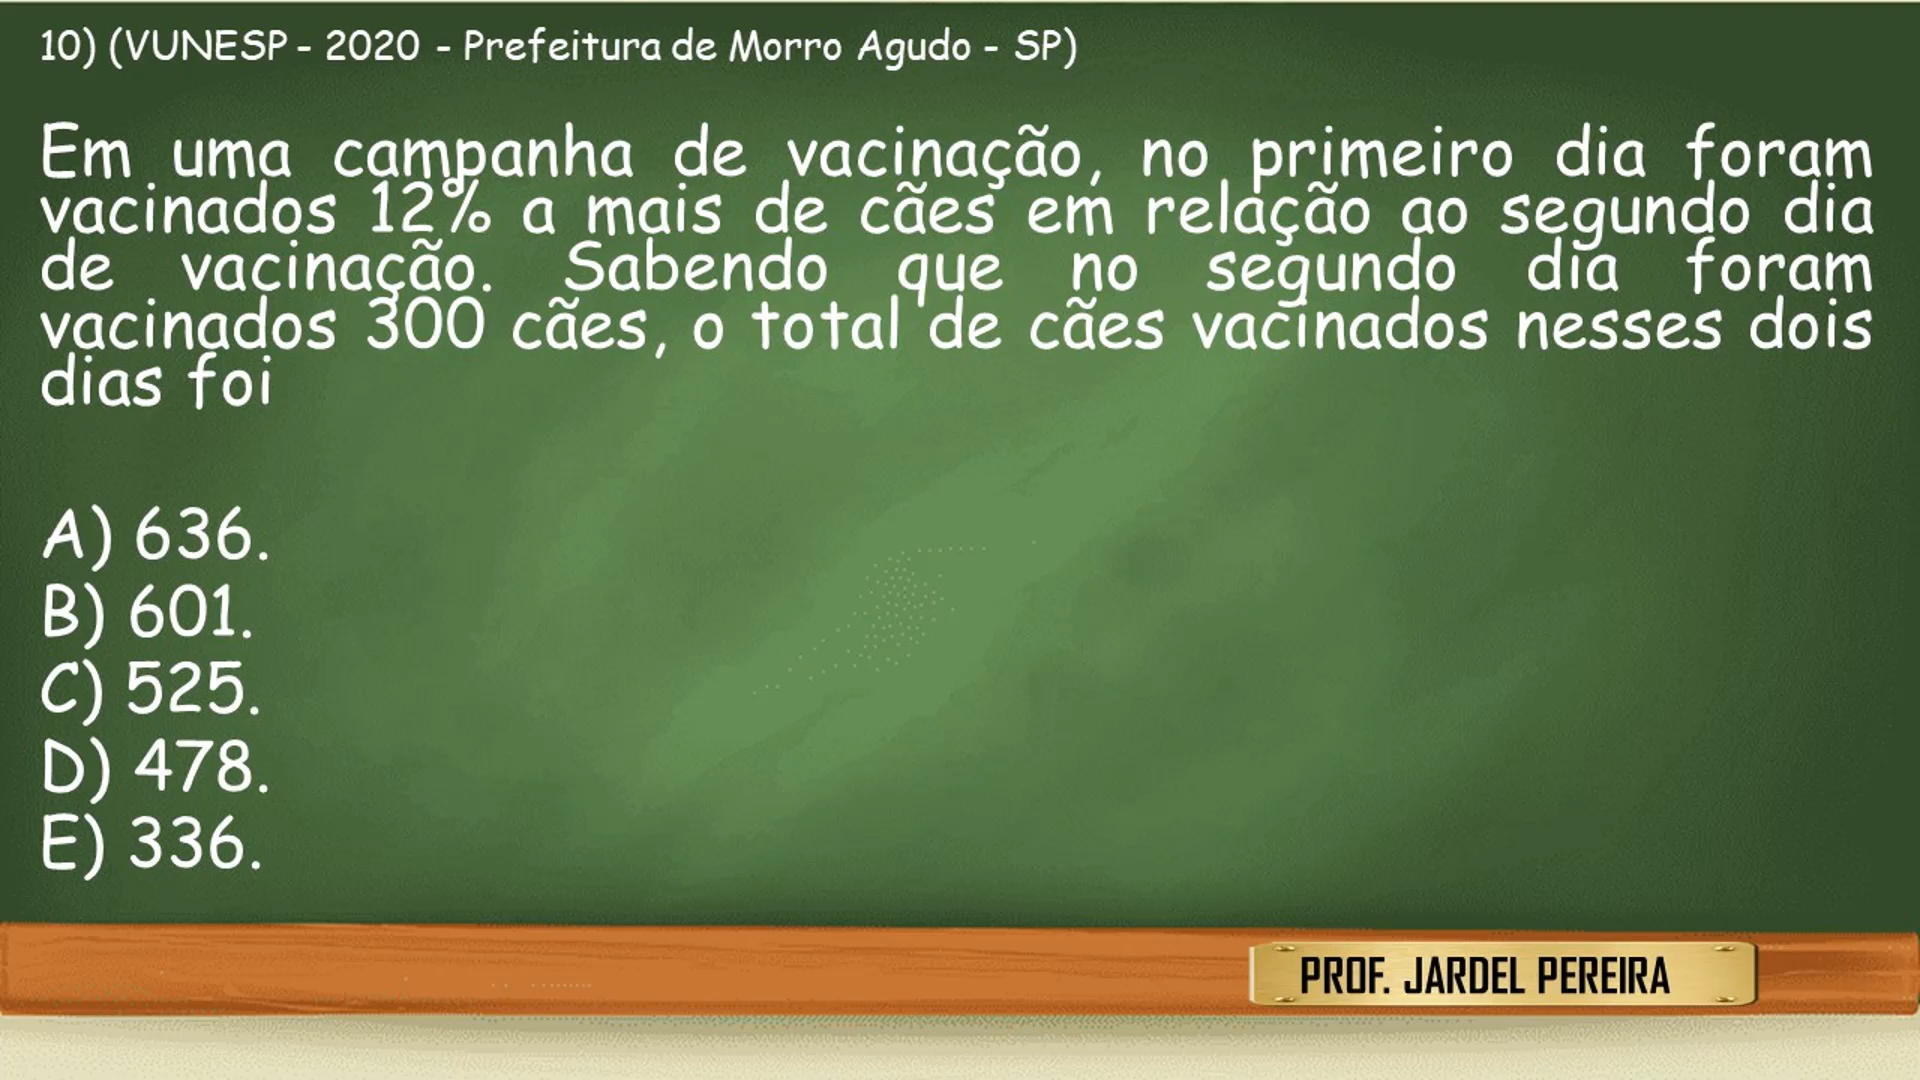 10) (VUNESP - 2020 - Prefeitura de Morro Agudo - SP)
Em uma campanha de vacinação, no primeiro dia foram
vacinados 12% a mais de cães em relação ao segundo dia
de vacinação. Sabendo que no segundo dia foram
vacinados 300 cães, o total de cães vacinados nesses dois
dias foi
A) 636.
B) 601.
C) 525.
D) 478.
E) 336.
PROF. JARDEL PEREIRA